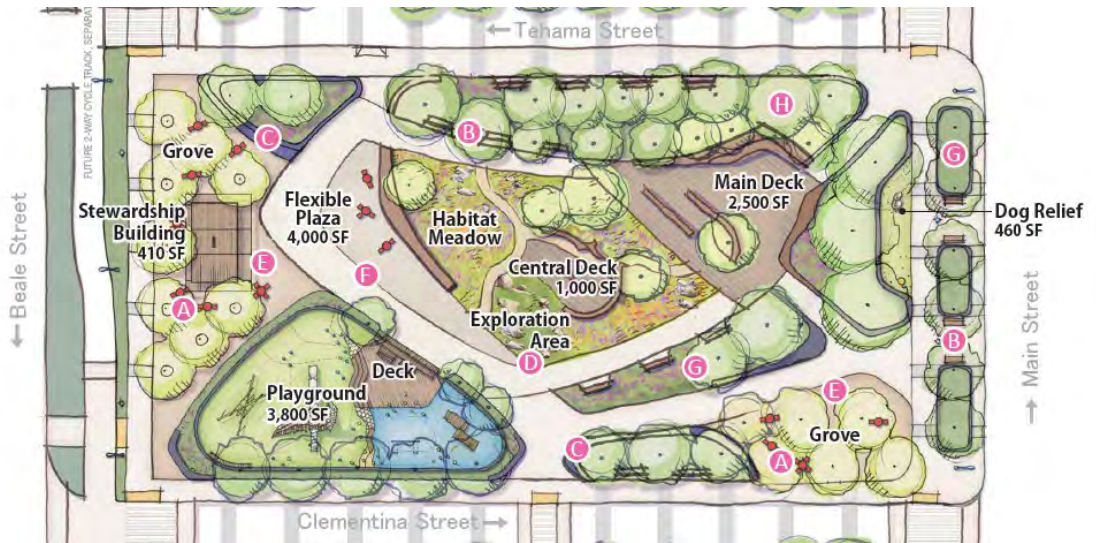 ← Tehama Street
FUTURE 2-WAY CYCLE TRACK, SEPARAT
H
B
C
G
Grove
Main Deck
2,500 SF
Flexible
Plaza
4,000 SF
Stewardship
Building
410 SF
Habitat
Meadow
Dog Relief
460 SF
E
F
Central Deck
1,000 SF
← Beale Street
A
Exploration
Area
B
Main Street →
D
G
Deck
Playground
3,800 SF
E
Grove
C
A
Clementina Street →